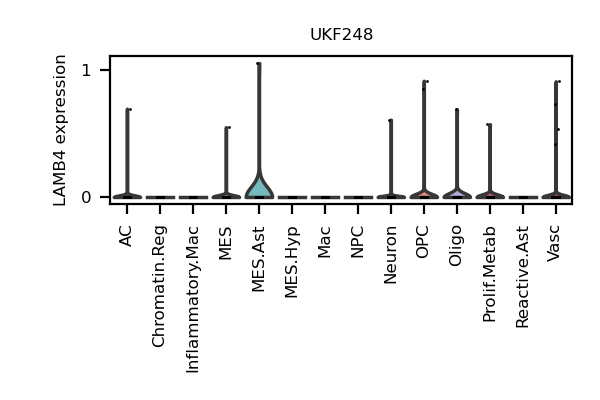 UKF248
LAMB4 expression
1
0
AC
Chromatin.Reg
Inflammatory.Mac
MES
MES.Ast
MES.Hyp
Mac
NPC
Neuron
OPC
Oligo
Prolif.Metab
Reactive.Ast
Vasc